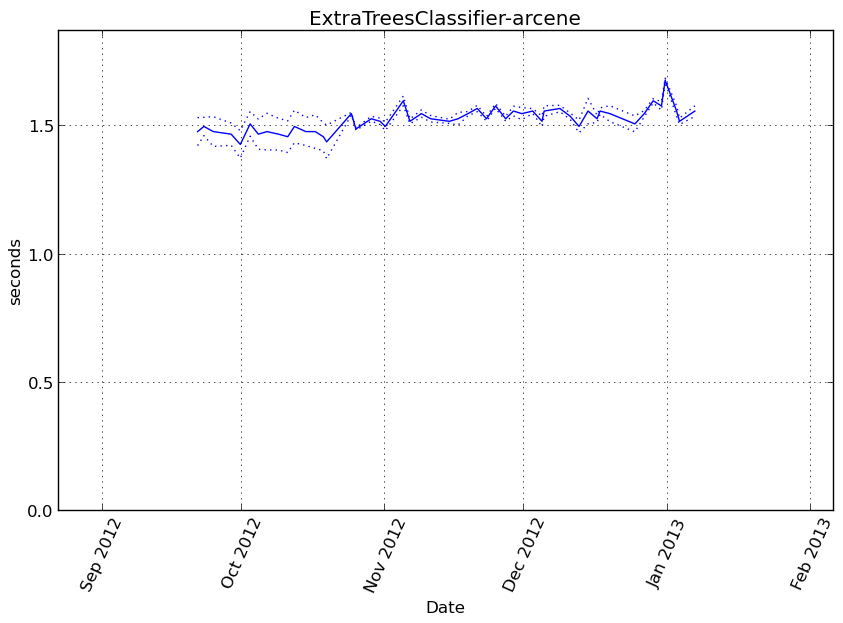 ExtraTreesClassifier-arcene
1.5
1.0
0.5
0.0
seconds
Sep 2012
Oct 2012
Nov 2012
Dec 2012
Jan 2013
Feb 2013
Date